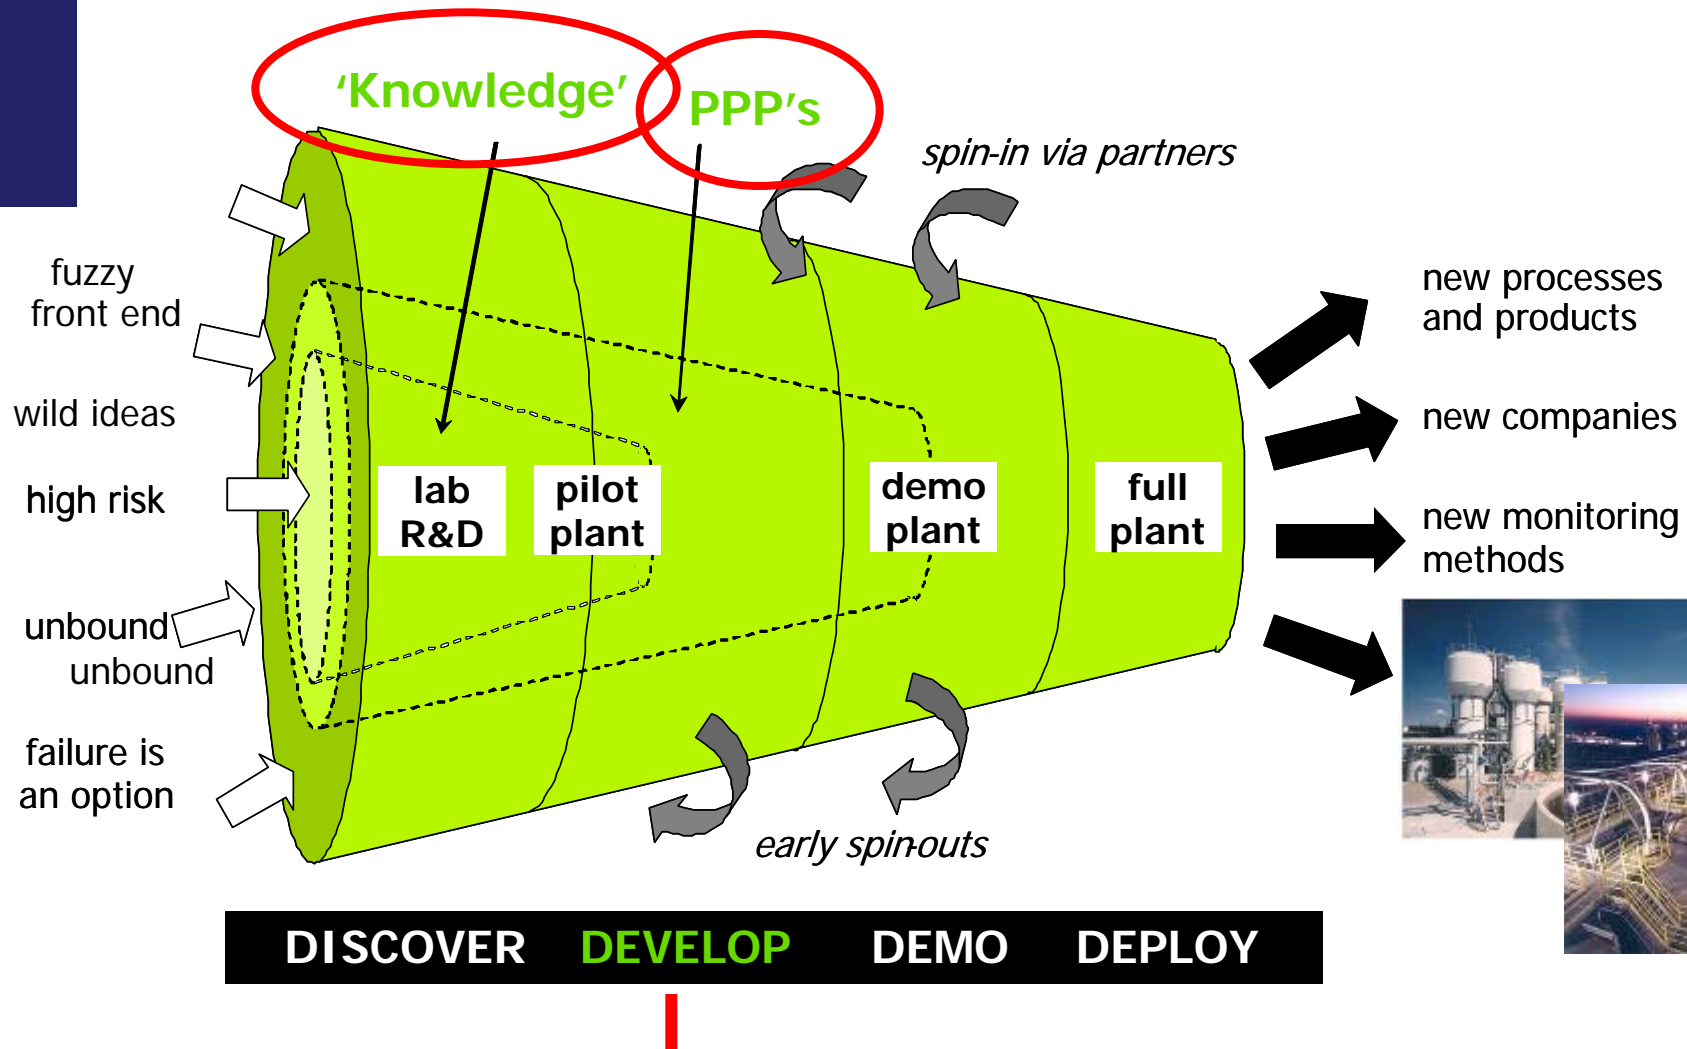 ‘Knowledge’
PPP’s
spin-in via partners
fuzzy
front end
wild ideas
high risk
unbound
unbound
failure is
an option
lab
R&D
pilot
plant
demo
plant
full
plant
new processes
and products
new companies
new monitoring
methods
early spin-outs
DISCOVER DEVELOP DEMO DEPLOY